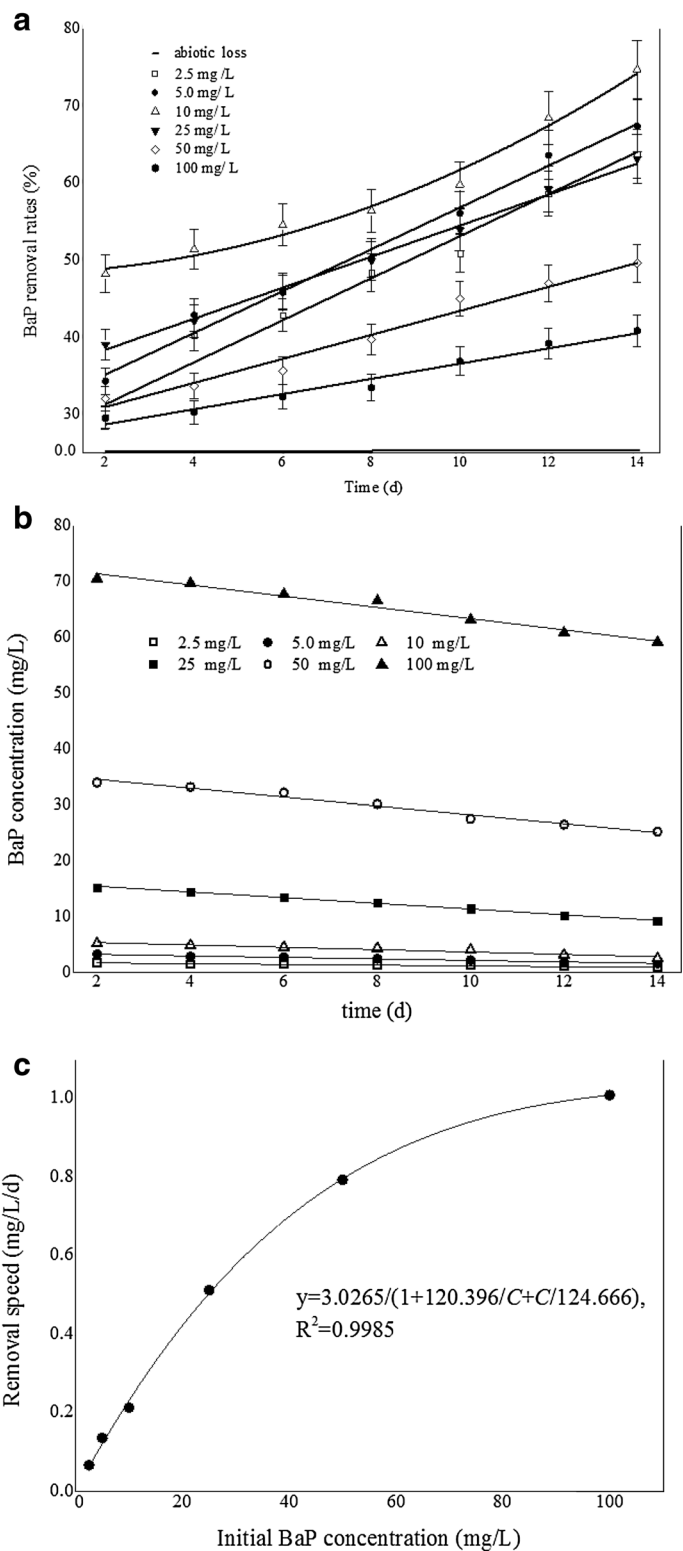 a
80
70
60
50
40
30
0.0
BaP removal rates (%)
abiotic loss
2.5 mg/L
5.0 mg/L
10 mg/L
25 mg/L
50 mg/L
100 mg/L
2 4 6 8 10 12 14
Time (d)
b
80
70
60
50
40
30
20
10
0
BaP concentration (mg/L)
2.5 mg/L 5.0 mg/L 10 mg/L
25 mg/L 50 mg/L 100 mg/L
2 4 6 8 10 12 14
time (d)
c
1.0
0.8
0.6
0.4
0.2
0.0
Removal speed (mg/L/d)
y=3.0265/(1+120.396/C+C/124.666),
R²=0.9985
0 20 40 60 80 100
Initial BaP concentration (mg/L)